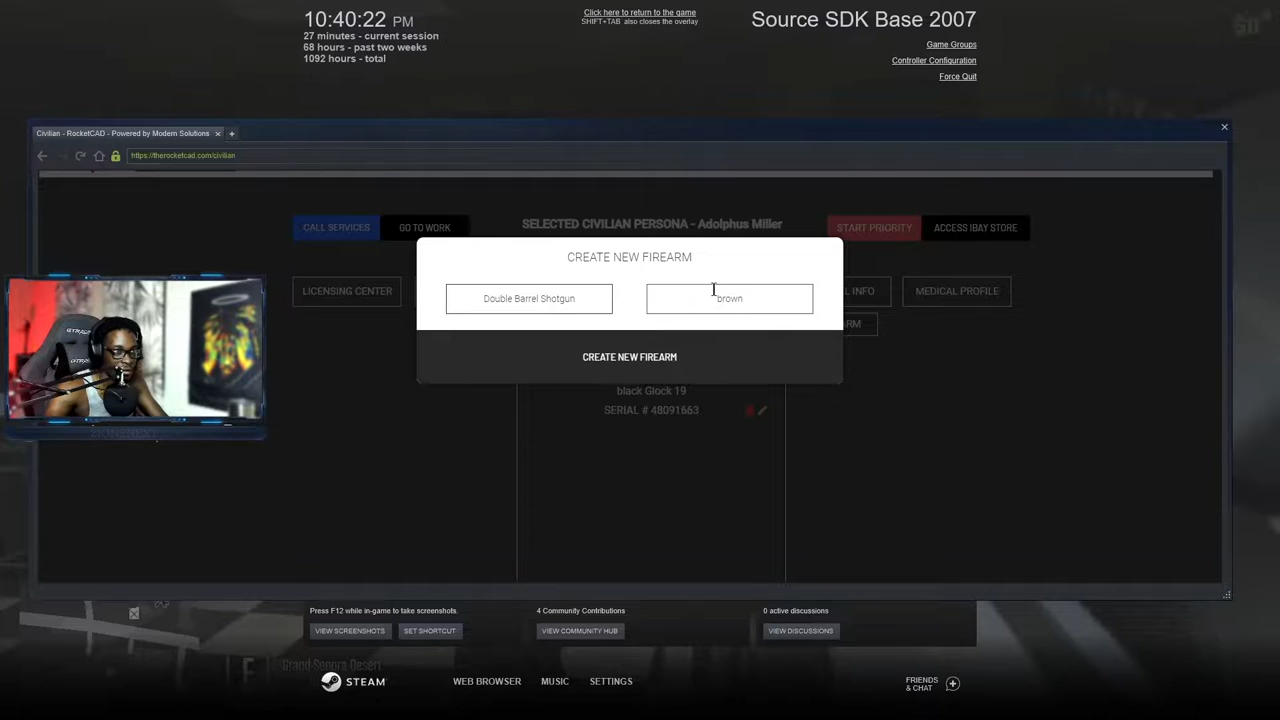 10:40:22 PM
27 minutes - current session
68 hours - past two weeks
1092 hours - total
Click here to return to the game
SHIFT+TAB also closes the overlay
Source SDK Base 2007
Game Groups
Controller Configuration
Force Quit
Civilian - RocketCAD - Powered by Modern Solutions
https://therocketcad.com/civilian
CALL SERVICES
GO TO WORK
SELECTED CIVILIAN PERSONA - Adolphus Miller
START PRIORITY
ACCESS IBAY STORE
CREATE NEW FIREARM
LICENSING CENTER
Double Barrel Shotgun
brown
INFO
MEDICAL PROFILE
CREATE NEW FIREARM
black Glock 19
SERIAL # 48091663
Press F12 while in-game to take screenshots.
VIEW SCREENSHOTS
SET SHORTCUT
4 Community Contributions
VIEW COMMUNITY HUB
0 active discussions
VIEW DISCUSSIONS
Grand Senora Desert
STEAM
WEB BROWSER
MUSIC
SETTINGS
FRIENDS
& CHAT